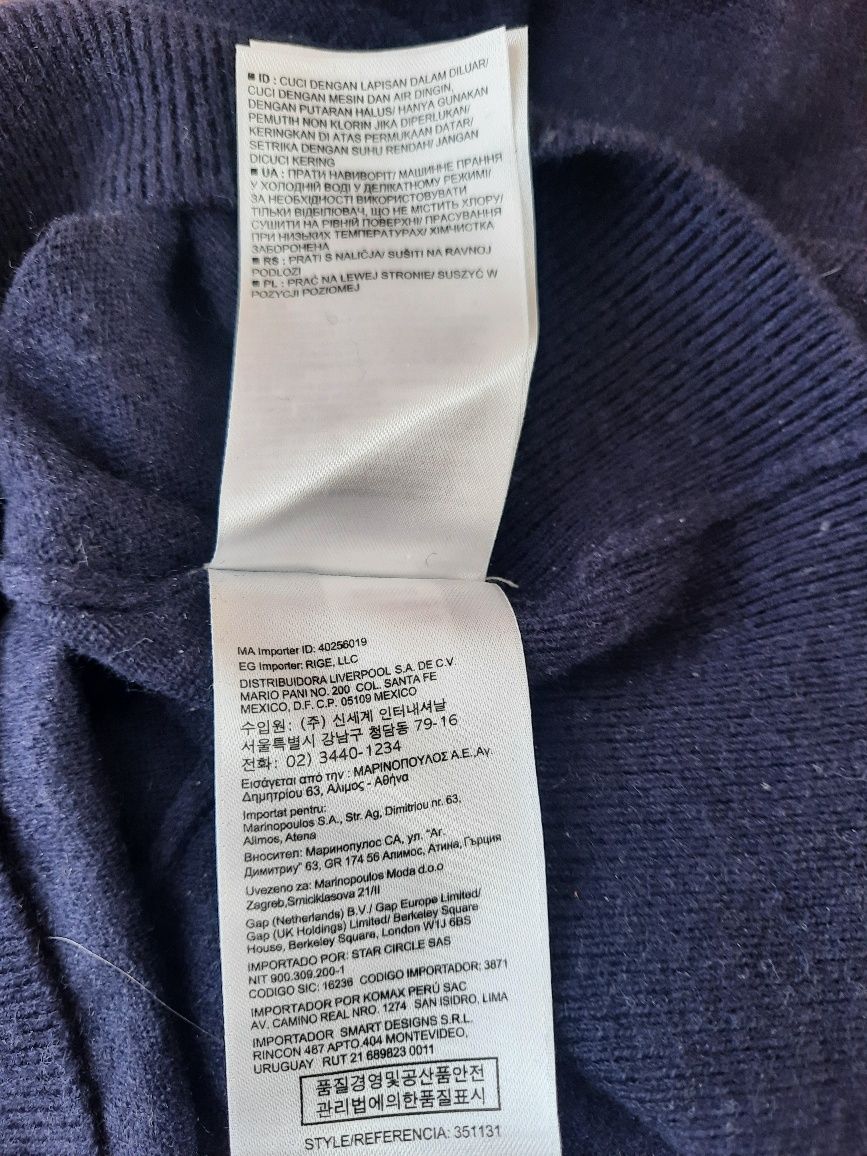 ■ ID : CUCI DENGAN LAPISAN DALAM DILUAR/
CUCI DENGAN MESIN DAN AIR DINGIN,
DENGAN PUTARAN HALUS/ HANYA GUNAKAN
PEMUTIH NON KLORIN JIKA DIPERLUKAN/
KERINGKAN DI ATAS PERMUKAAN DATAR/
SETRIKA DENGAN SUHU RENDAH/ JANGAN
DICUCI KERING
■ UA : ПРАТИ НАВИВОРІТ/ МАШИННЕ ПРАННЯ
У ХОЛОДНІЙ ВОДІ У ДЕЛІКАТНОМУ РЕЖИМІ/
ЗА НЕОБХІДНОСТІ ВИКОРИСТОВУВАТИ
ТІЛЬКИ ВІДБІЛЮВАЧ, ЩО НЕ МІСТИТЬ ХЛОРУ/
СУШИТИ НА РІВНІЙ ПОВЕРХНІ/ ПРАСУВАННЯ
ПРИ НИЗЬКИХ ТЕМПЕРАТУРАХ/ ХІМЧИСТКА
ЗАБОРОНЕНА
■ RS : PRATI S NALIČJA/ SUŠITI NA RAVNOJ
PODLOZI
■ PL : PRAĆ NA LEWEJ STRONIE/ SUSZYĆ W
POZYCJI POZIOMEJ
MA Importer ID: 40256019
EG Importer: RIGE, LLC
DISTRIBUIDORA LIVERPOOL S.A. DE C.V
MARIO PANI NO. 200 COL. SANTA FE
MEXICO, D.F. C.P. 05109 MEXICO
수입원: (주) 신세계 인터내셔날
서울특별시 강남구 청담동 79-16
전화: 02) 3440-1234
Εισάγεται από την : ΜΑΡΙΝΟΠΟΥΛΟΣ Α.Ε.,Αγ.
Δημητρίου 63, Αλιμος - Αθήνα
Importat pentru:
Marinopoulos S.A., Str. Ag, Dimitriou nr. 63,
Alimos, Atena
Вносител: Маринопулос СА, ул. "Аг.
Димитриу" 63, GR 174 56 Алимос, Атина, Гърция
Uvezeno za: Marinopoulos Moda d.o.o
Zagreb,Smiciklasova 21/II
Gap (Netherlands) B.V./ Gap Europe Limited/
Gap (UK Holdings) Limited/ Berkeley Square
House, Berkeley Square, London W1J 6BS
IMPORTADO POR: STAR CIRCLE SAS
NIT 900.309.200-1
CODIGO SIC: 16236 CODIGO IMPORTADOR: 3871
IMPORTADOR POR KOMAX PERÚ SAC
AV. CAMINO REAL NRO. 1274 SAN ISIDRO, LIMA
IMPORTADOR SMART DESIGNS S.R.L.
RINCON 487 APTO.404 MONTEVIDEO,
URUGUAY RUT 21 689823 0011
품질경영및공산품안전
관리법에의한품질표시
STYLE/REFERENCIA: 351131